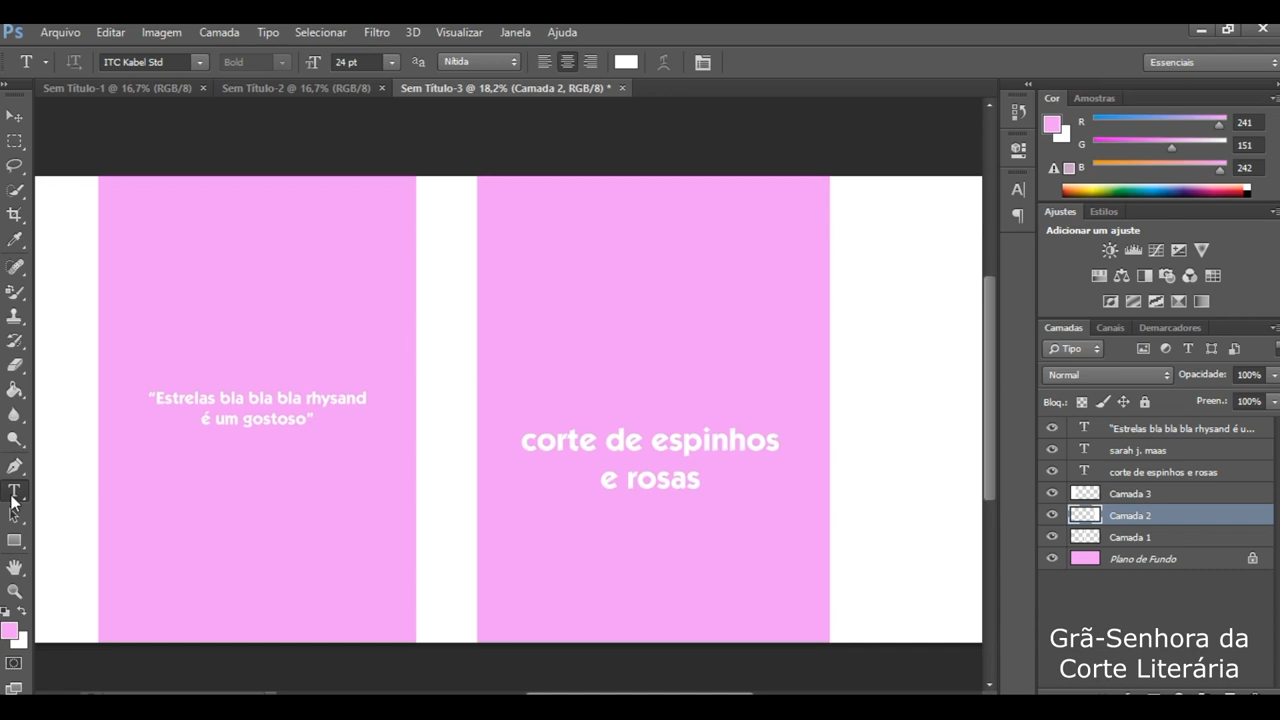 Ps Arquivo Editar Imagem Camada Tipo Selecionar Filtro 3D Visualizar Janela Ajuda
T ITC Kabel Std Bold 24 pt aa Nítida Essenciais
Sem Título-1 @ 16,7% (RGB/8) × Sem Título-2 @ 16,7% (RGB/8) × Sem Título-3 @ 18,2% (Camada 2, RGB/8) * ×
Cor Amostras
R 241
G 151
B 242
Ajustes Estilos
Adicionar um ajuste
Camadas Canais Demarcadores
Tipo
Normal Opacidade: 100%
Bloq.: Preen.: 100%
"Estrelas bla bla bla rhysand é u...
sarah j. maas
corte de espinhos e rosas
Camada 3
Camada 2
Camada 1
Plano de Fundo
"Estrelas bla bla bla rhysand
é um gostoso"
corte de espinhos
e rosas
Grã-Senhora da
Corte Literária